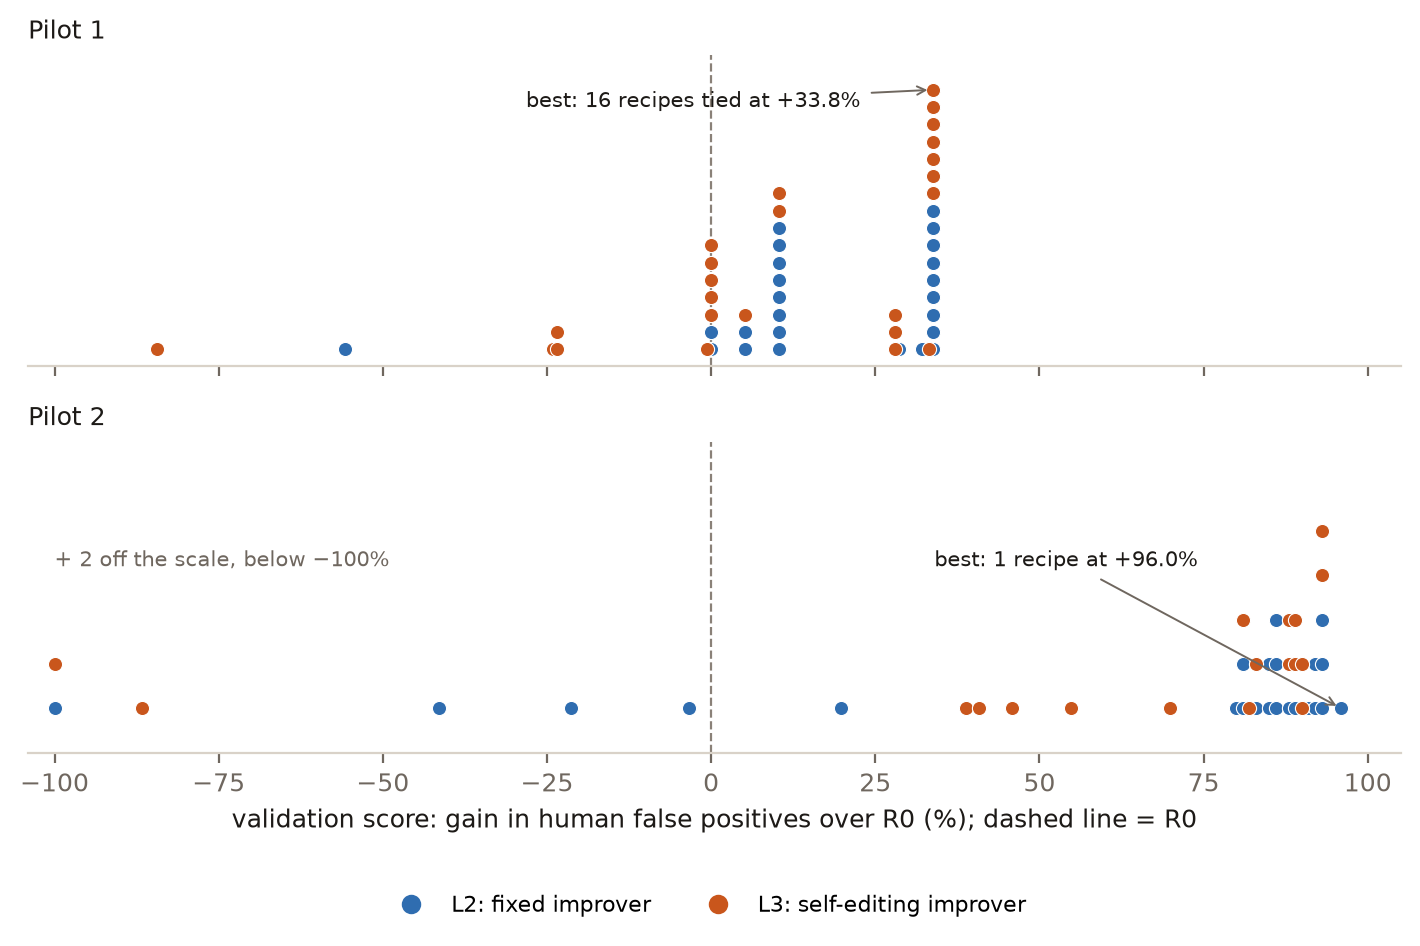 Pilot 1
best: 16 recipes tied at +33.8%
Pilot 2
+ 2 off the scale, below −100%
best: 1 recipe at +96.0%
−100 −75 −50 −25 0 25 50 75 100
validation score: gain in human false positives over R0 (%); dashed line = R0
L2: fixed improver
L3: self-editing improver